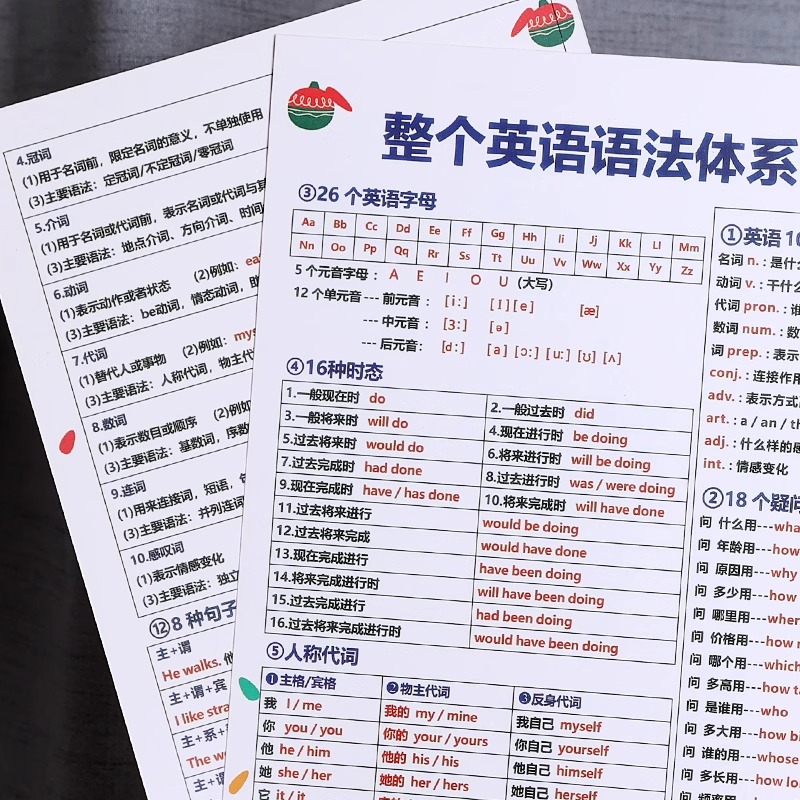 整个英语语法体系
③26 个英语字母
Aa Bb Cc Dd Ee Ff Gg Hh Ii Jj Kk Ll Mm
Nn Oo Pp Qq Rr Ss Tt Uu Vv Ww Xx Yy Zz
5 个元音字母： A E I O U (大写)
12 个单元音 --- 前元音： [iː] [I] [e] [æ]
--- 中元音： [ɜː] [ə]
--- 后元音： [ɑː] [a] [ɔː] [uː] [ʊ] [ʌ]
④16种时态
1.一般现在时 do
2.一般过去时 did
3.一般将来时 will do
4.现在进行时 be doing
5.过去将来时 would do
6.将来进行时 will be doing
7.过去完成时 had done
8.过去进行时 was / were doing
9.现在完成时 have / has done
10.将来完成时 will have done
11.过去将来进行 would be doing
12.过去将来完成 would have done
13.现在完成进行 have been doing
14.将来完成进行时 will have been doing
15.过去完成进行 had been doing
16.过去将来完成进行时 would have been doing
⑤人称代词
❶主格/宾格 ❷物主代词 ❸反身代词
我 I / me 我的 my / mine 我自己 myself
你 you / you 你的 your / yours 你自己 yourself
他 he / him 他的 his / his 他自己 himself
她 she / her 她的 her / hers 她自己 herself
它 it / it
①英语 10
名词 n. : 是什
动词 v. : 干什
代词 pron. :
数词 num. : 数
词 prep. : 表示
conj. : 连接作用
adv. : 表示方式
art. : a / an / th
adj. : 什么样的
int. : 情感变化
②18 个疑问
问 什么用---wha
问 年龄用---how
问 原因用---why
问 多少用---how
问 哪里用---wher
问 价格用---how
问 哪个用---which
问 多高用---how ta
问 是谁用---who
问 多大用---how bi
问 谁的用---whose
问 多长用---how lo
问 频率用
4.冠词
(1)用于名词前，限定名词的意义，不单独使用
(3)主要语法：定冠词/不定冠词/零冠词
5.介词
(1)用于名词或代词前，表示名词或代词与其
(3)主要语法：地点介词、方向介词、时间
6.动词
(1)表示动作或者状态 (2)例如：ea
(3)主要语法：be动词，情态动词，助
7.代词
(1)替代人或事物 (2)例如：mys
(3)主要语法：人称代词，物主代
8.数词
(1)表示数目或顺序 (2)例如
(3)主要语法：基数词，序数
9.连词
(1)用来连接词，短语，
(3)主要语法：并列连词
10.感叹词
(1)表示情感变化
(3)主要语法：独立
⑫8 种句子
主+谓
He walks. 他
主+谓+宾
I like stra
主+系+
The w
主+谓